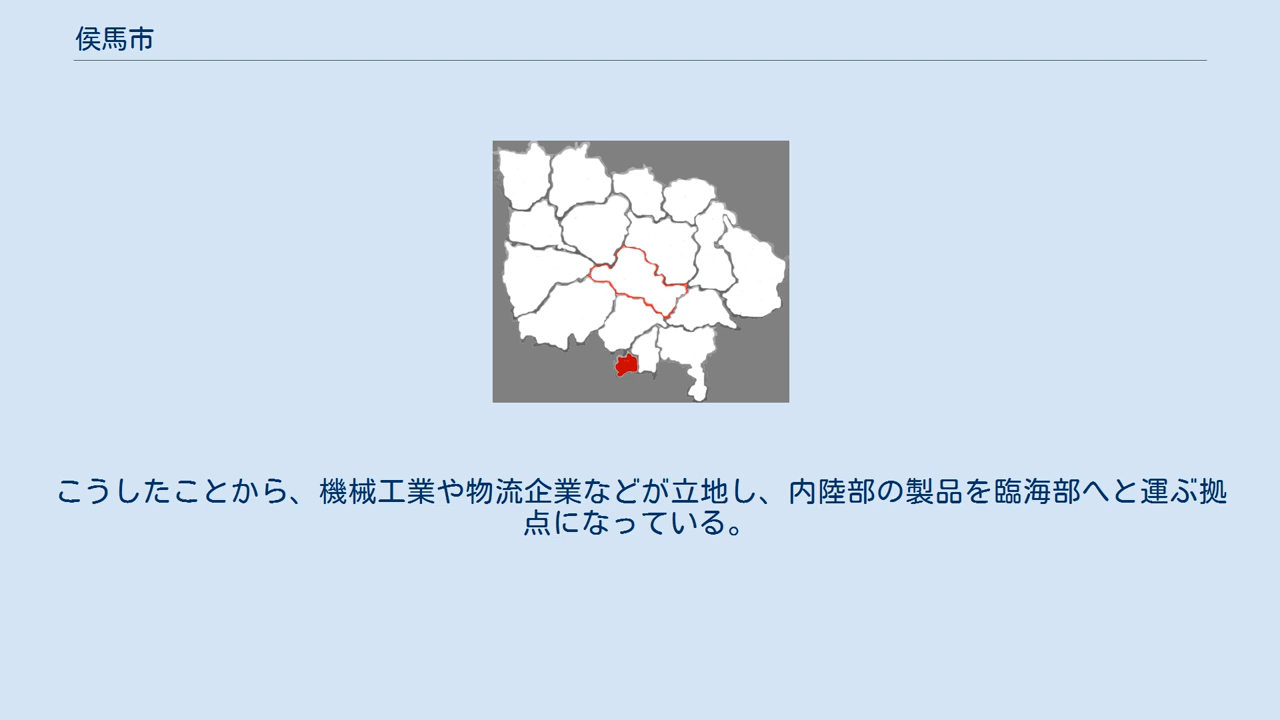 侯馬市
こうしたことから、機械工業や物流企業などが立地し、内陸部の製品を臨海部へと運ぶ拠
点になっている。